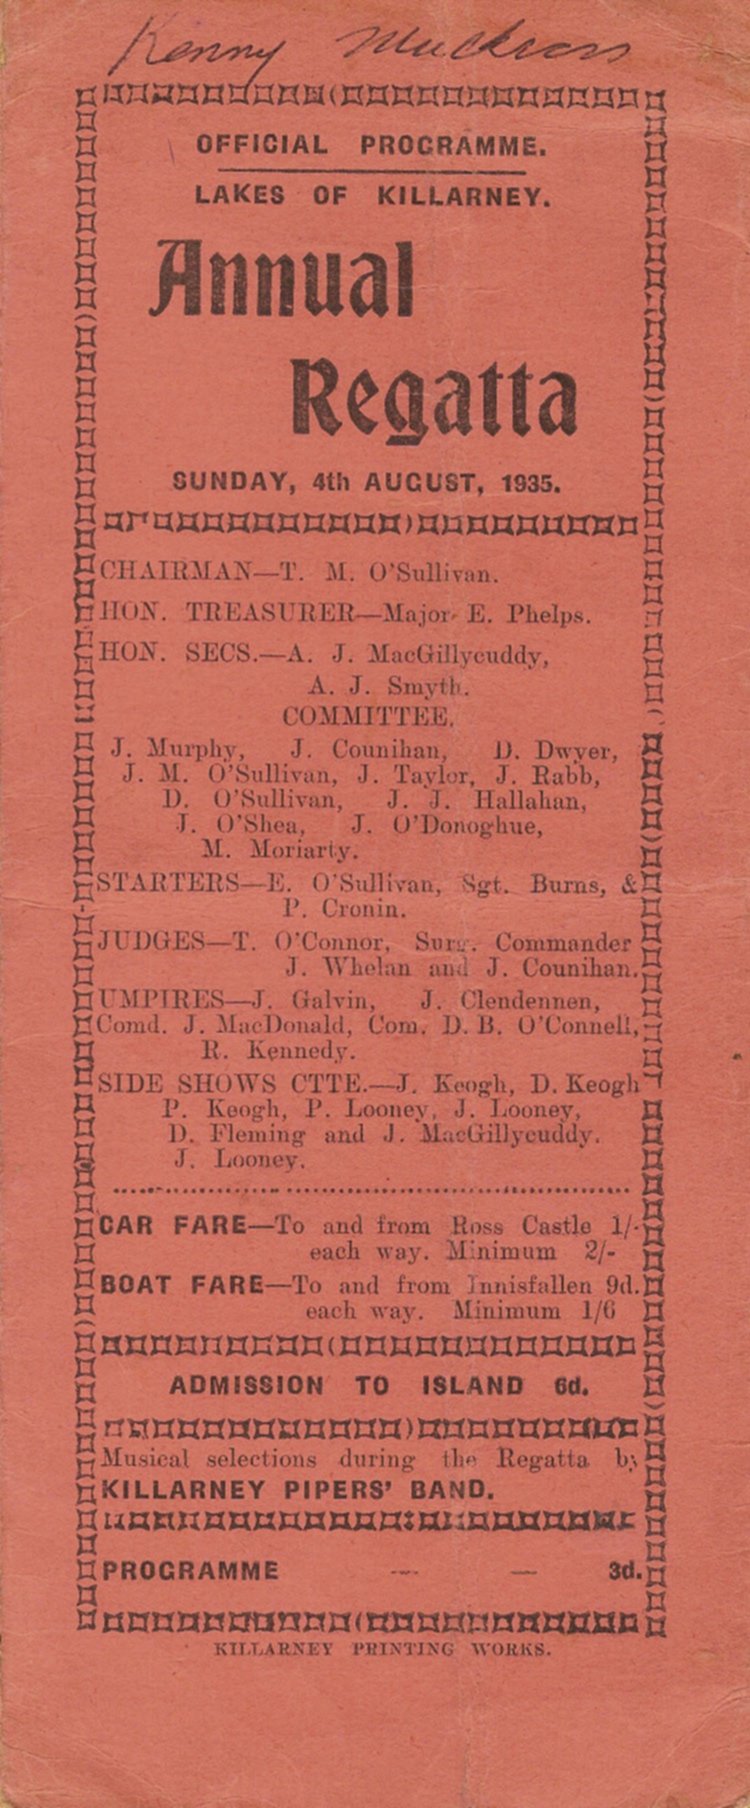 Kenny Muckross
OFFICIAL PROGRAMME.
LAKES OF KILLARNEY.
Annual
Regatta
SUNDAY, 4th AUGUST, 1935.
CHAIRMAN—T. M. O'Sullivan.
HON. TREASURER—Major E. Phelps.
HON. SECS.—A. J. MacGillycuddy,
A. J. Smyth.
COMMITTEE.
J. Murphy, J. Counihan, D. Dwyer,
J. M. O'Sullivan, J. Taylor, J. Rabb,
D. O'Sullivan, J. J. Hallahan,
J. O'Shea, J. O'Donoghue,
M. Moriarty.
STARTERS—E. O'Sullivan, Sgt. Burns, &
P. Cronin.
JUDGES—T. O'Connor, Surg. Commander
J. Whelan and J. Counihan.
UMPIRES—J. Galvin, J. Clendennen,
Comd. J. MacDonald, Com. D. B. O'Connell,
R. Kennedy.
SIDE SHOWS CTTE.—J. Keogh, D. Keogh
P. Keogh, P. Looney, J. Looney,
D. Fleming and J. MacGillycuddy.
J. Looney.
CAR FARE—To and from Ross Castle 1/-
each way. Minimum 2/-
BOAT FARE—To and from Innisfallen 9d.
each way. Minimum 1/6
ADMISSION TO ISLAND 6d.
Musical selections during the Regatta by
KILLARNEY PIPERS' BAND.
PROGRAMME — — 3d.
KILLARNEY PRINTING WORKS.